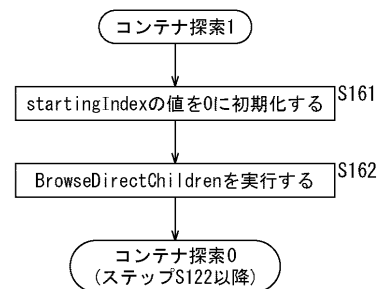 コンテナ探索1
startingIndexの値を0に初期化する
S161
BrowseDirectChildrenを実行する
S162
コンテナ探索0
(ステップS122以降)